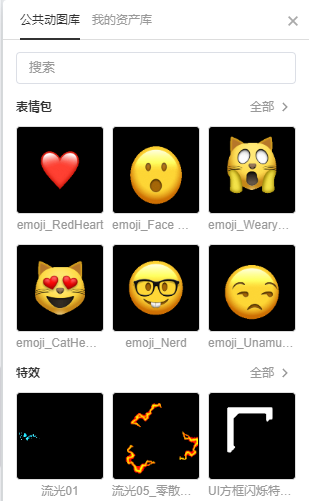 公共动图库 我的资产库
搜索
表情包 全部
emoji_RedHeart emoji_Face ... emoji_Weary...
emoji_CatHe... emoji_Nerd emoji_Unamu...
特效 全部
流光01 流光05_零散... UI方框闪烁特...